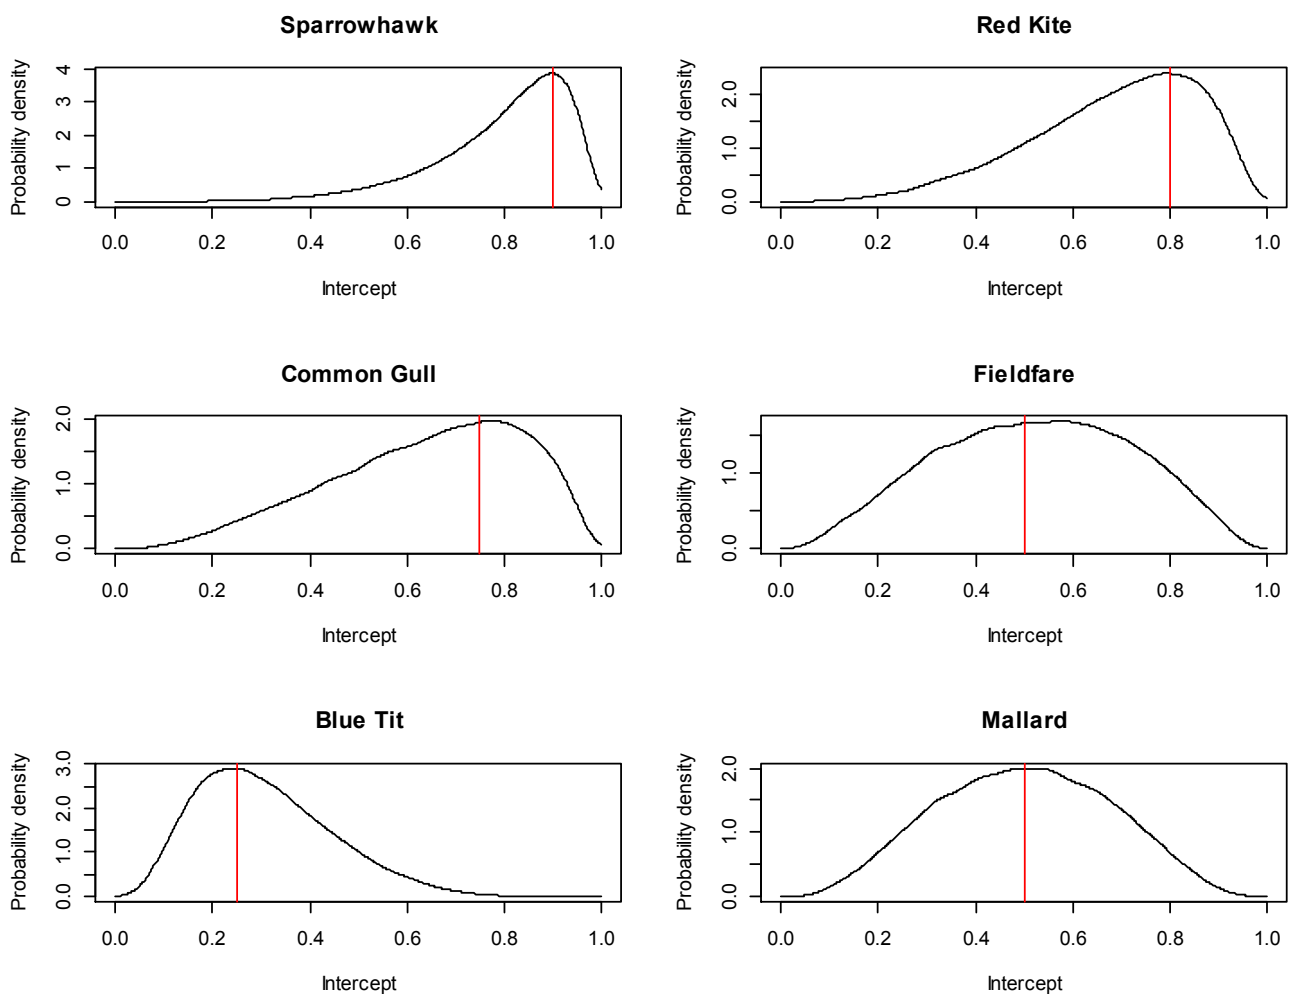 Sparrowhawk
Probability density
4
3
2
1
0
0.0 0.2 0.4 0.6 0.8 1.0
Intercept
Red Kite
Probability density
2.0
1.0
0.0
0.0 0.2 0.4 0.6 0.8 1.0
Intercept
Common Gull
Probability density
2.0
1.0
0.0
0.0 0.2 0.4 0.6 0.8 1.0
Intercept
Fieldfare
Probability density
1.0
0.0
0.0 0.2 0.4 0.6 0.8 1.0
Intercept
Blue Tit
Probability density
3.0
2.0
1.0
0.0
0.0 0.2 0.4 0.6 0.8 1.0
Intercept
Mallard
Probability density
2.0
1.0
0.0
0.0 0.2 0.4 0.6 0.8 1.0
Intercept